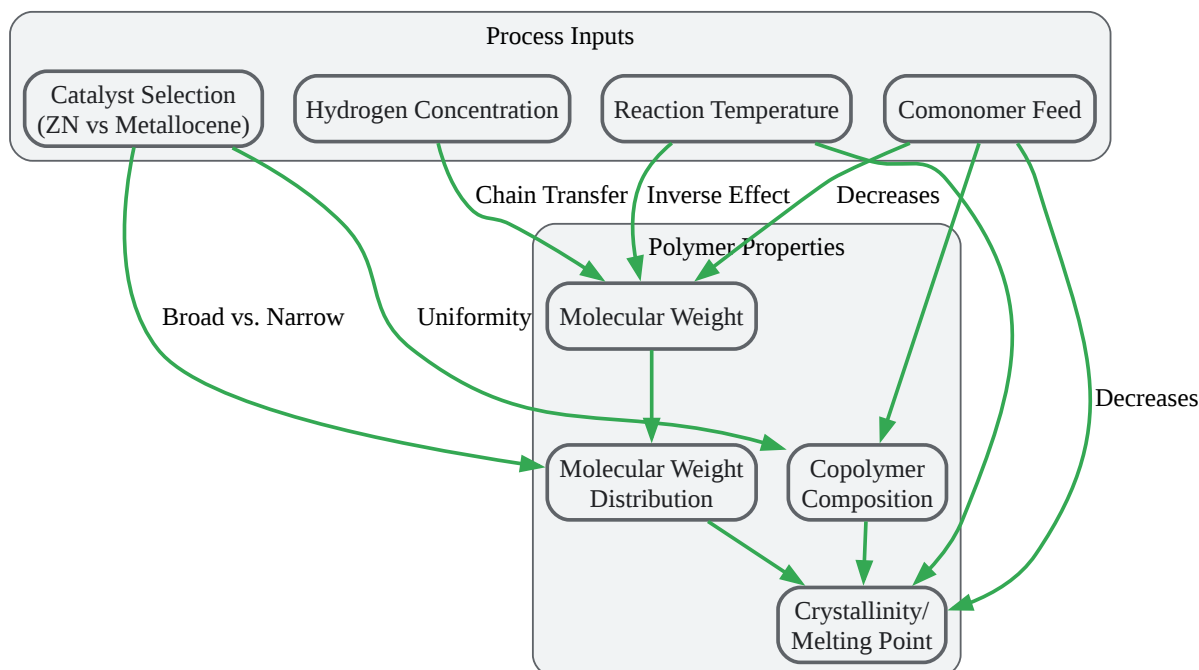 Process Inputs
Catalyst Selection
(ZN vs Metallocene)
Hydrogen Concentration
Reaction Temperature
Comonomer Feed
Chain Transfer
Inverse Effect
Decreases
Polymer Properties
Molecular Weight
Broad vs. Narrow
Uniformity
Decreases
Molecular Weight
Distribution
Copolymer
Composition
Crystallinity/
Melting Point